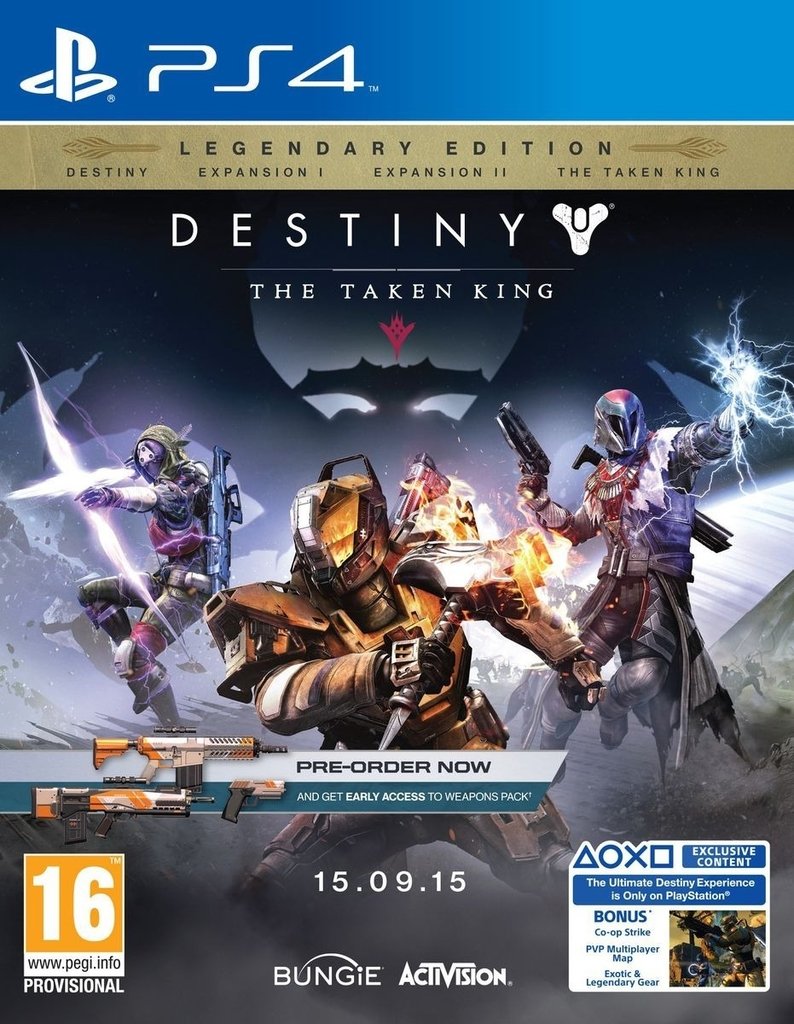 PS4™
LEGENDARY EDITION
DESTINY EXPANSION I EXPANSION II THE TAKEN KING
DESTINY ®
THE TAKEN KING
PRE-ORDER NOW
AND GET EARLY ACCESS TO WEAPONS PACK†
15.09.15
16™
www.pegi.info
PROVISIONAL
BUNGiE® ACTIVISION®
EXCLUSIVE
CONTENT
The Ultimate Destiny Experience
is Only on PlayStation®
BONUS*
Co-op Strike
PVP Multiplayer
Map
Exotic &
Legendary Gear